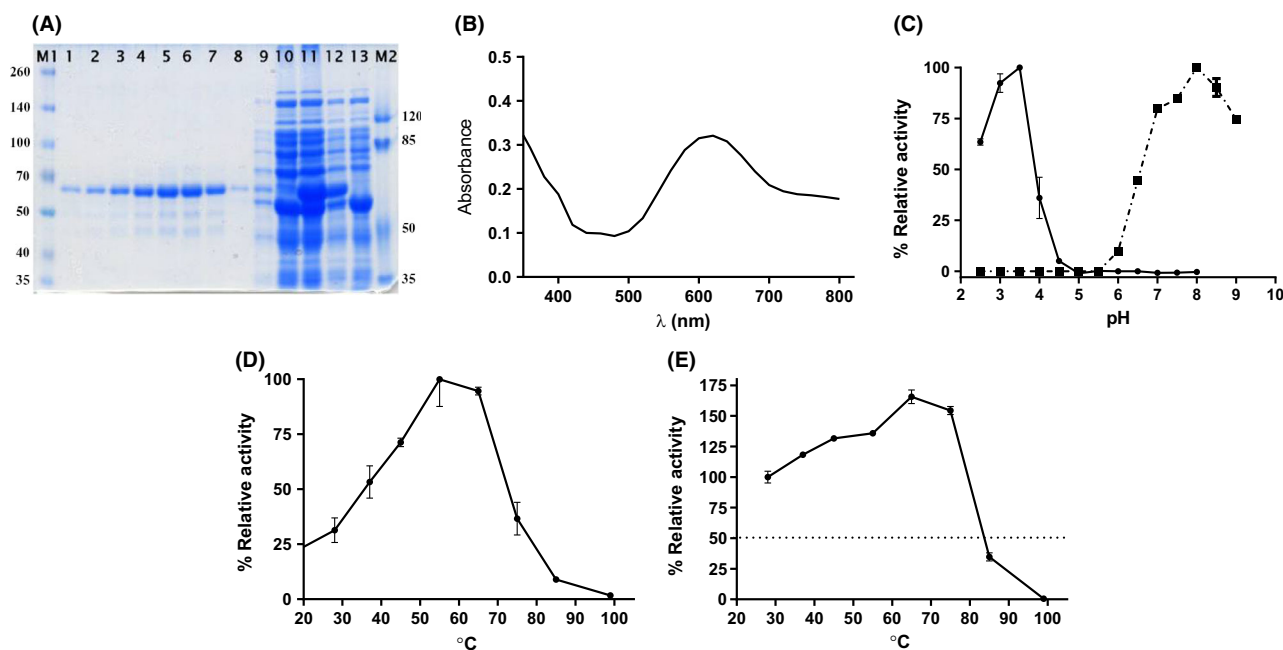 (A)
M1 1 2 3 4 5 6 7 8 9 10 11 12 13 M2
260
140
100
70
50
40
35
120
85
50
35
(B)
0.5
0.4
0.3
0.2
0.1
0.0
Absorbance
400 500 600 700 800
λ (nm)
(C)
100
75
50
25
0
% Relative activity
2 3 4 5 6 7 8 9 10
pH
(D)
100
75
50
25
0
% Relative activity
20 30 40 50 60 70 80 90 100
°C
(E)
175
150
125
100
75
50
25
0
% Relative activity
20 30 40 50 60 70 80 90 100
°C